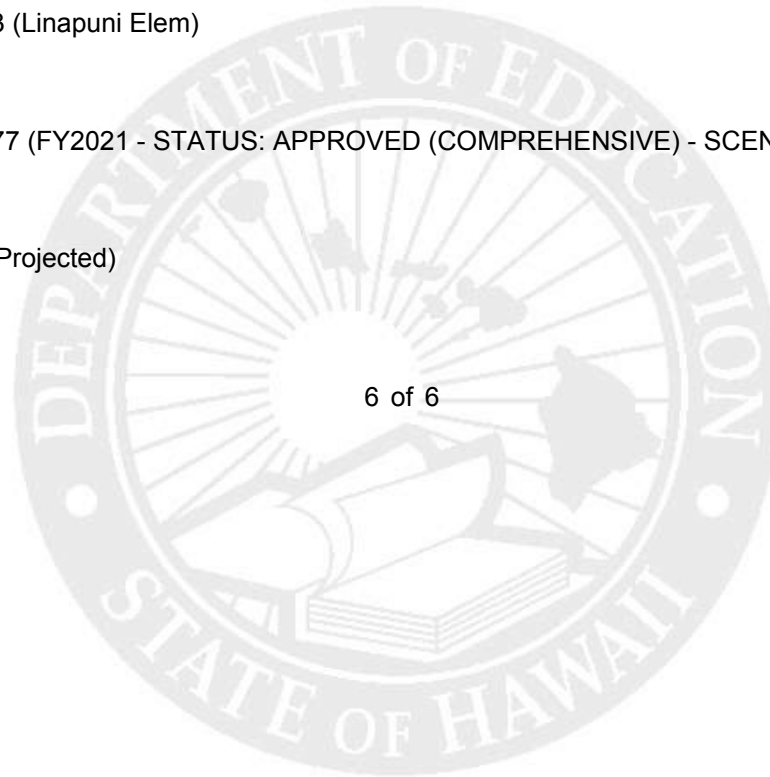 3 (Linapuni Elem)
77 (FY2021 - STATUS: APPROVED (COMPREHENSIVE) - SCEN
Projected)
6 of 6
DEPARTMENT OF EDUCATION
STATE OF HAWAII